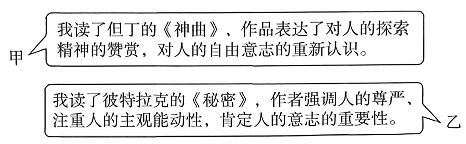 我读了但丁的《神曲》、作品表达了对人的探索
精神的赞赏，对人的自由意志的重新认识。
甲
我读了彼特拉克的《秘密》，作者强调人的尊严、
注重人的主观能动性，肯定人的意志的重要性。
乙